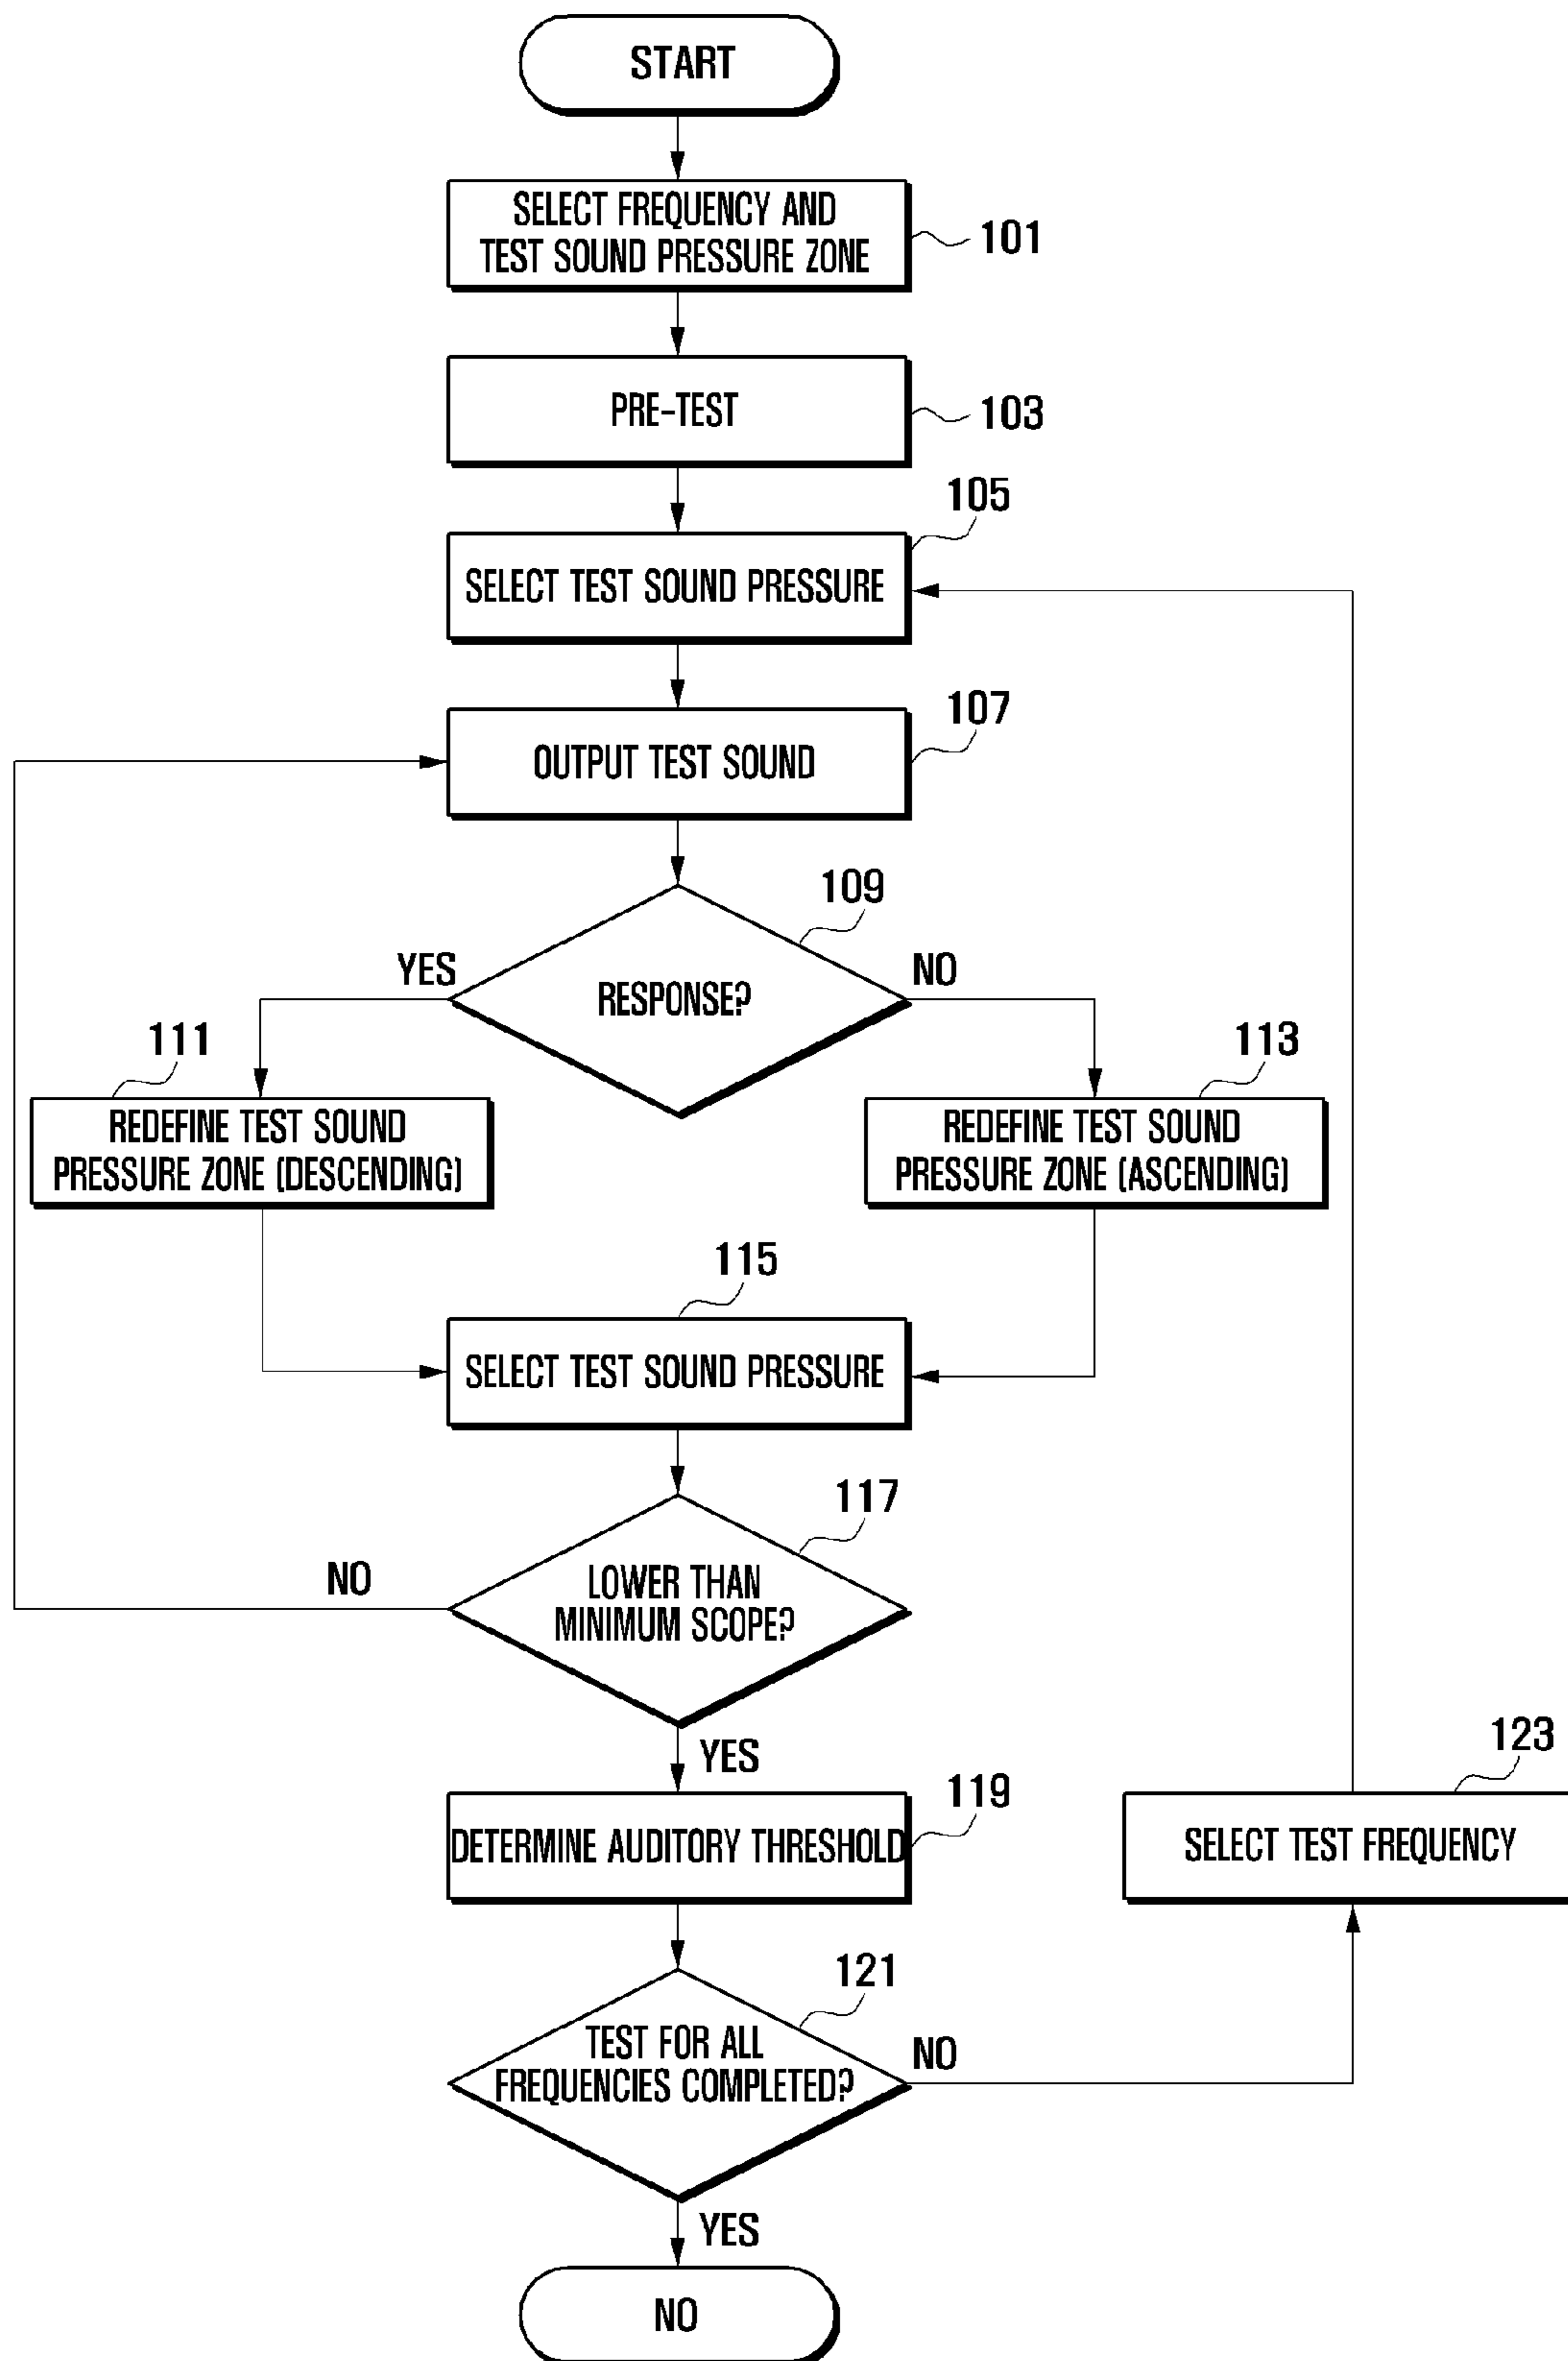 START
SELECT FREQUENCY AND
TEST SOUND PRESSURE ZONE
101
PRE-TEST
103
105
SELECT TEST SOUND PRESSURE
107
OUTPUT TEST SOUND
109
YES
NO
RESPONSE?
111
113
REDEFINE TEST SOUND
PRESSURE ZONE (DESCENDING)
REDEFINE TEST SOUND
PRESSURE ZONE (ASCENDING)
115
SELECT TEST SOUND PRESSURE
117
NO
LOWER THAN
MINIMUM SCOPE?
YES
119
DETERMINE AUDITORY THRESHOLD
123
SELECT TEST FREQUENCY
121
TEST FOR ALL
FREQUENCIES COMPLETED?
NO
YES
NO